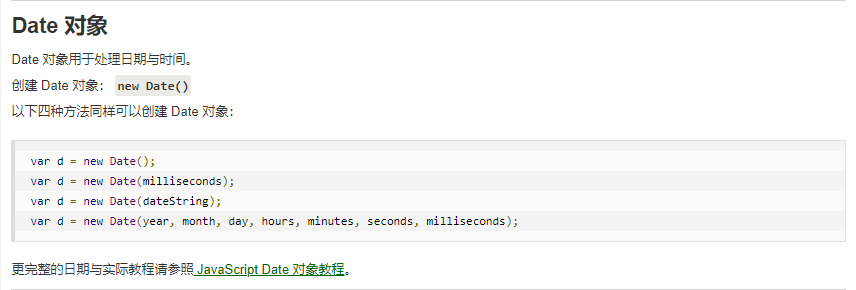 Date 对象
Date 对象用于处理日期与时间。
创建 Date 对象： new Date()
以下四种方法同样可以创建 Date 对象：
var d = new Date();
var d = new Date(milliseconds);
var d = new Date(dateString);
var d = new Date(year, month, day, hours, minutes, seconds, milliseconds);
更完整的日期与实际教程请参照 JavaScript Date 对象教程。